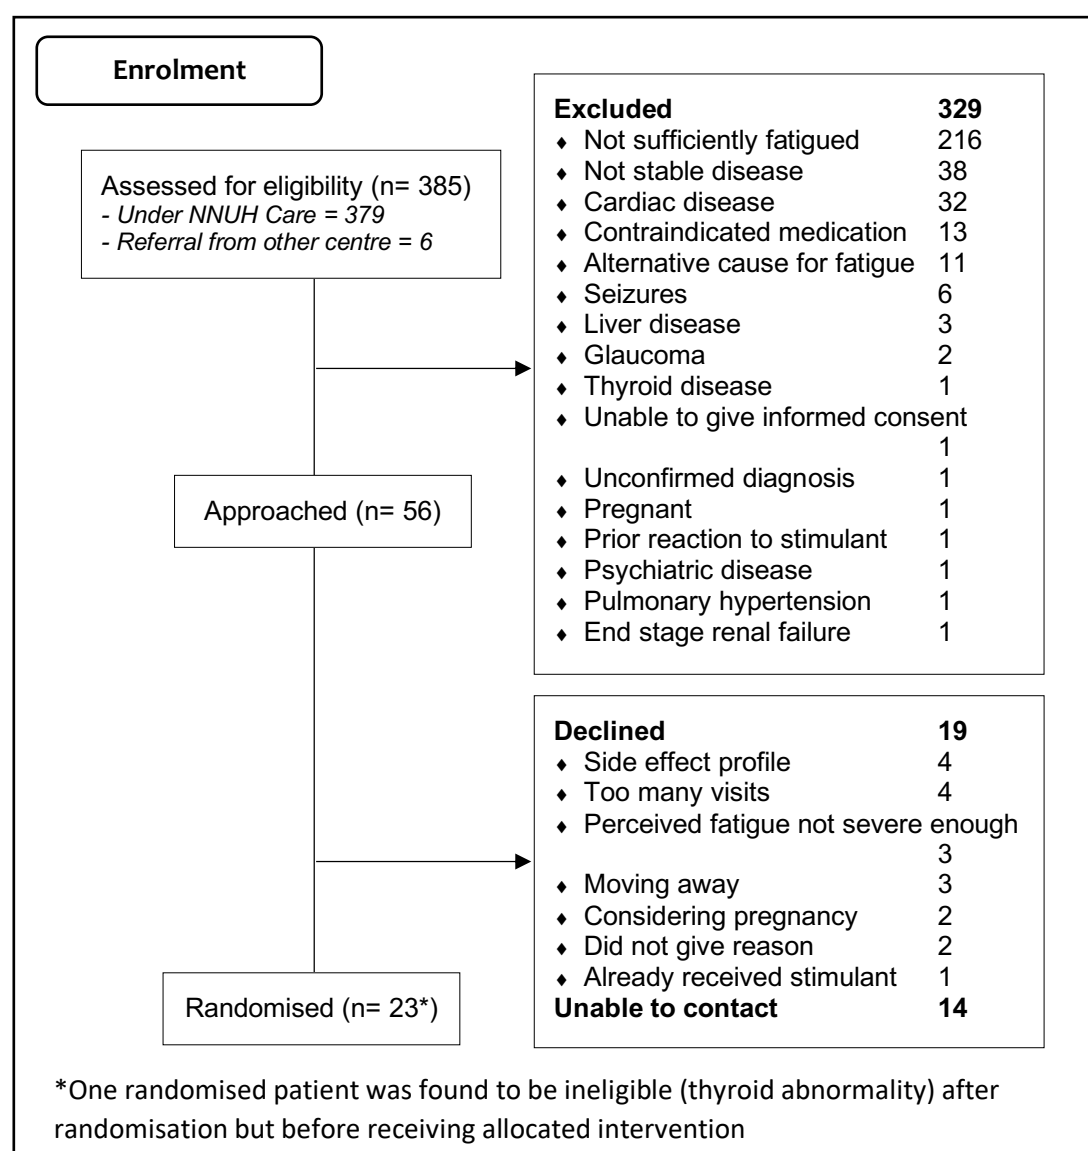 Enrolment
Assessed for eligibility (n= 385)
- Under NNUH Care = 379
- Referral from other centre = 6
Excluded 329
♦ Not sufficiently fatigued 216
♦ Not stable disease 38
♦ Cardiac disease 32
♦ Contraindicated medication 13
♦ Alternative cause for fatigue 11
♦ Seizures 6
♦ Liver disease 3
♦ Glaucoma 2
♦ Thyroid disease 1
♦ Unable to give informed consent
1
♦ Unconfirmed diagnosis 1
♦ Pregnant 1
♦ Prior reaction to stimulant 1
♦ Psychiatric disease 1
♦ Pulmonary hypertension 1
♦ End stage renal failure 1
Approached (n= 56)
Declined 19
♦ Side effect profile 4
♦ Too many visits 4
♦ Perceived fatigue not severe enough
3
♦ Moving away 3
♦ Considering pregnancy 2
♦ Did not give reason 2
♦ Already received stimulant 1
Unable to contact 14
Randomised (n= 23*)
*One randomised patient was found to be ineligible (thyroid abnormality) after
randomisation but before receiving allocated intervention